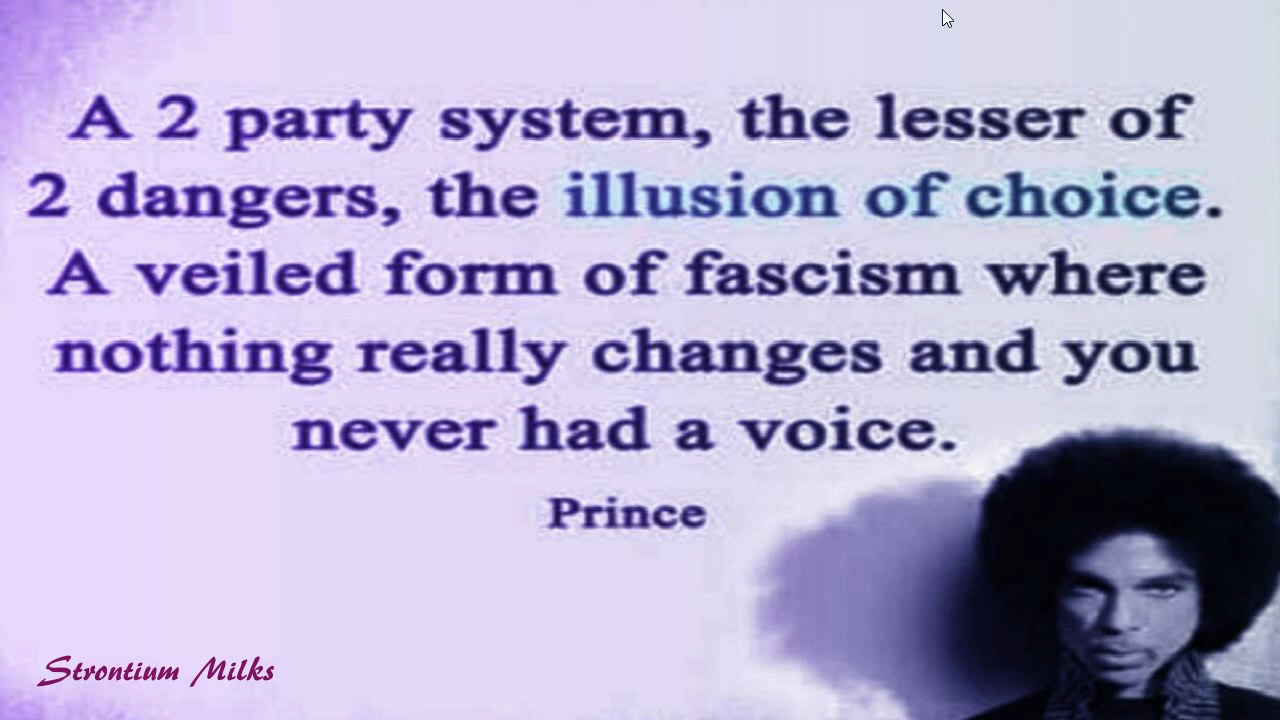 A 2 party system, the lesser of
2 dangers, the illusion of choice.
A veiled form of fascism where
nothing really changes and you
never had a voice.
Prince
Strontium Milks